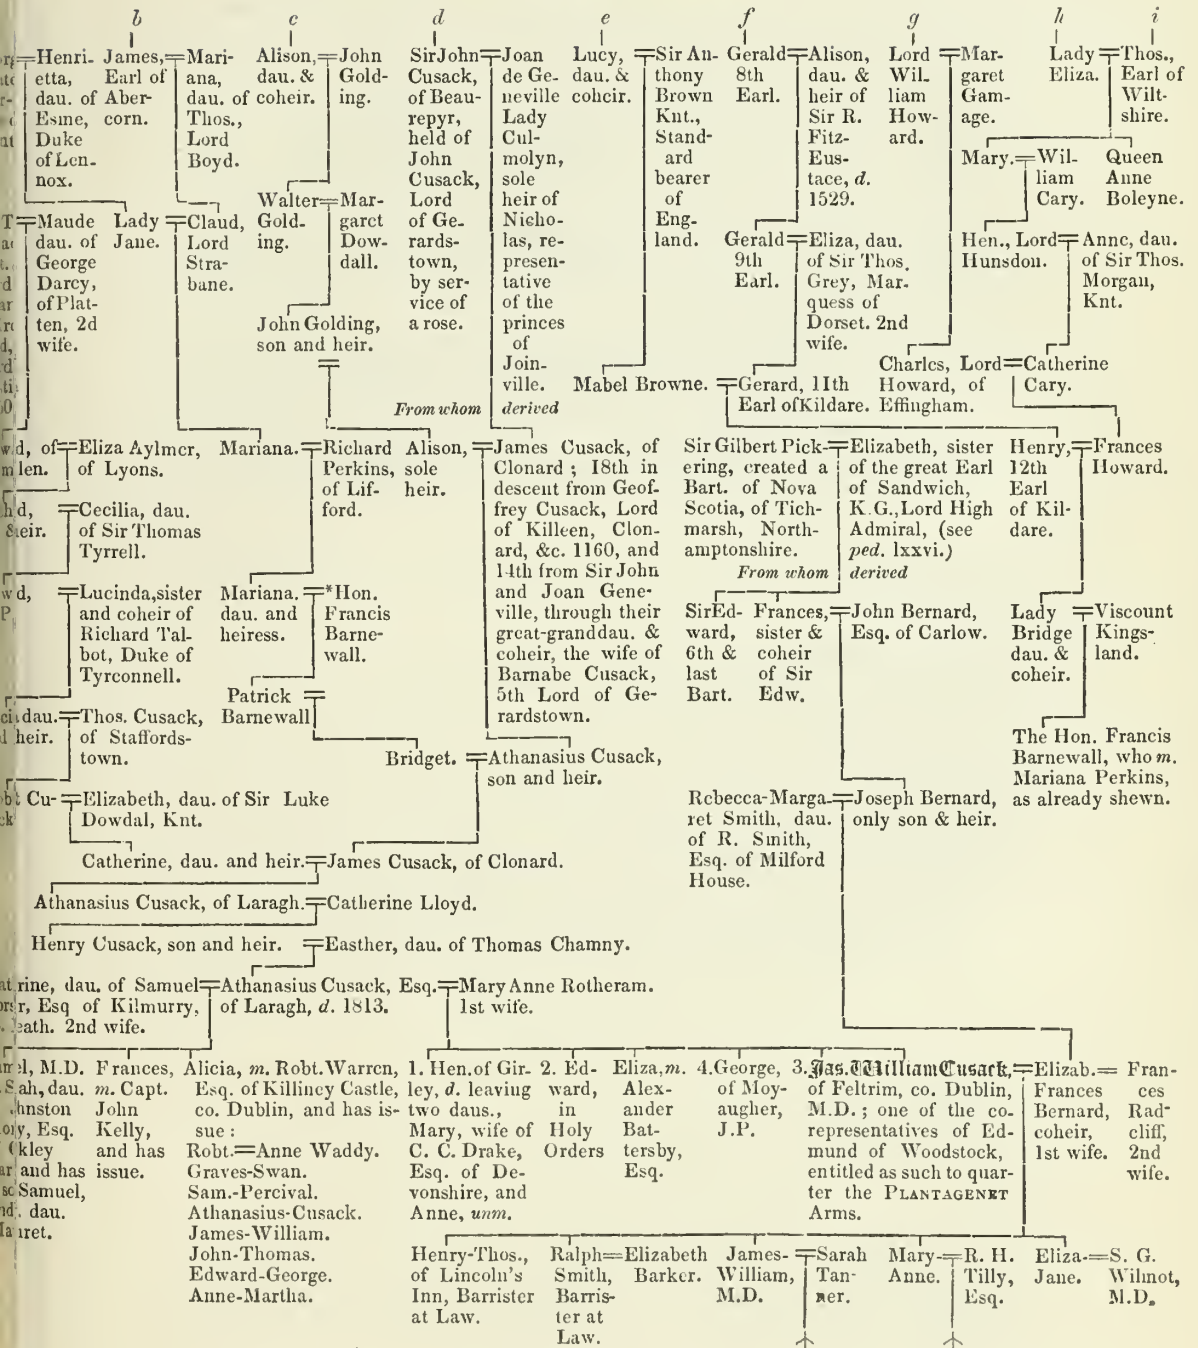 b c d e f g h i
Henri-
etta,
dau. of
Esme,
Duke
of Len-
nox.
James,
Earl of
Aber-
corn.
Mari-
ana,
dau. of
Thos.,
Lord
Boyd.
Alison,
dau. &
coheir.
John
Gold-
ing.
Sir John
Cusack,
of Beau-
repyr,
held of
John
Cusack,
Lord
of Ge-
rards-
town,
by ser-
vice of
a rose.
Joan
de Ge-
neville
Lady
Cul-
molyn,
sole
heir of
Nicho-
las, re-
presen-
tative
of the
princes
of
Join-
ville.
Lucy,
dau. &
coheir.
Sir An-
thony
Brown
Knt.,
Stand-
ard
bearer
of
Eng-
land.
Gerald
8th
Earl.
Alison,
dau. &
heir of
Sir R.
Fitz-
Eus-
tace, d.
1529.
Lord
Wil-
liam
How-
ard.
Mar-
garet
Gam-
age.
Lady
Eliza.
Thos.,
Earl of
Wilt-
shire.
Mary.
Wil-
liam
Cary.
Queen
Anne
Boleyne.
Maude
dau. of
George
Darcy,
of Plat-
ten, 2d
wife.
Lady
Jane.
Claud,
Lord
Stra-
bane.
Walter
Gold-
ing.
Mar-
garet
Dow-
dall.
Gerald
9th
Earl.
Eliza, dau.
of Sir Thos.
Grey, Mar-
quess of
Dorset. 2nd
wife.
Hen., Lord
Hunsdon.
Anne, dau.
of Sir Thos.
Morgan,
Knt.
John Golding,
son and heir.
Mabel Browne.
Gerard, 11th
Earl of Kildare.
Charles, Lord
Howard, of
Effingham.
Catherine
Cary.
From whom derived
d, of
len.
Eliza Aylmer,
of Lyons.
Mariana.
Richard
Perkins,
of Lif-
ford.
Alison,
sole
heir.
James Cusack, of
Clonard; 18th in
descent from Geof-
frey Cusack, Lord
of Killeen, Clon-
ard, &c. 1160, and
14th from Sir John
and Joan Gene-
ville, through their
great-granddau. &
coheir, the wife of
Barnabe Cusack,
5th Lord of Ge-
rardstown.
Sir Gilbert Pick-
ering, created a
Bart. of Nova
Scotia, of Tich-
marsh, North-
amptonshire.
Elizabeth, sister
of the great Earl
of Sandwich,
K.G., Lord High
Admiral, (see
ped. lxxvi.)
Henry,
12th
Earl
of Kil-
dare.
Frances
Howard.
From whom derived
Cecilia, dau.
of Sir Thomas
Tyrrell.
Lucinda, sister
and coheir of
Richard Tal-
bot, Duke of
Tyrconnell.
Mariana.
dau. and
heiress.
*Hon.
Francis
Barne-
wall.
Sir Ed-
ward,
6th &
last
Bart.
Frances,
sister &
coheir
of Sir
Edw.
John Bernard,
Esq. of Carlow.
Lady
Bridge
dau. &
coheir.
Viscount
Kings-
land.
Patrick
Barnewall
dau.
heir.
Thos. Cusack,
of Staffords-
town.
Bridget.
Athanasius Cusack,
son and heir.
The Hon. Francis
Barnewall, who m.
Mariana Perkins,
as already shewn.
Cu-
Elizabeth, dau. of Sir Luke
Dowdal, Knt.
Rebecca-Marga-
ret Smith, dau.
of R. Smith,
Esq. of Milford
House.
Joseph Bernard,
only son & heir.
Catherine, dau. and heir.
James Cusack, of Clonard.
Athanasius Cusack, of Laragh.
Catherine Lloyd.
Henry Cusack, son and heir.
Easther, dau. of Thomas Chamny.
rine, dau. of Samuel
r, Esq of Kilmurry,
eath. 2nd wife.
Athanasius Cusack, Esq.
of Laragh, d. 1813.
Mary Anne Rotheram.
1st wife.
M.D.
dau.
Esq.
and has
Samuel,
dau.
Frances,
m. Capt.
John
Kelly,
and has
issue.
Alicia, m. Robt. Warren,
Esq. of Killiney Castle,
co. Dublin, and has is-
sue:
Robt.=Anne Waddy.
Graves-Swan.
Sam.-Percival.
Athanasius-Cusack.
James-William.
John-Thomas.
Edward-George.
Anne-Martha.
1. Hen. of Gir-
ley, d. leaving
two daus.,
Mary, wife of
C. C. Drake,
Esq. of De-
vonshire, and
Anne, unm.
2. Ed-
ward,
in
Holy
Orders
Eliza, m.
Alex-
ander
Bat-
tersby,
Esq.
4. George,
of Moy-
augher,
J.P.
3. Jas. William Cusack,
of Feltrim, co. Dublin,
M.D.; one of the co-
representatives of Ed-
mund of Woodstock,
entitled as such to quar-
ter the PLANTAGENET
Arms.
Elizab.
Frances
Bernard,
coheir,
1st wife.
Fran-
ces
Rad-
cliff,
2nd
wife.
Henry-Thos.,
of Lincoln's
Inn, Barrister
at Law.
Ralph
Smith,
Barris-
ter at
Law.
Elizabeth
Barker.
James-
William,
M.D.
Sarah
Tan-
ner.
Mary-
Anne.
R. H.
Tilly,
Esq.
Eliza-
Jane.
S. G.
Wilmot,
M.D.